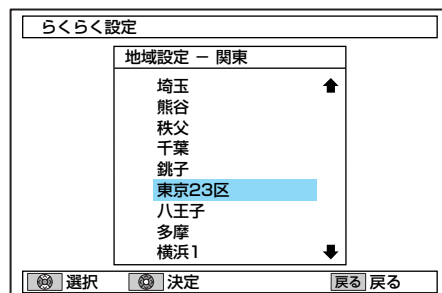 らくらく設定
地域設定 － 関東
埼玉
熊谷
秩父
千葉
銚子
東京23区
八王子
多摩
横浜1
選択 決定 戻る 戻る